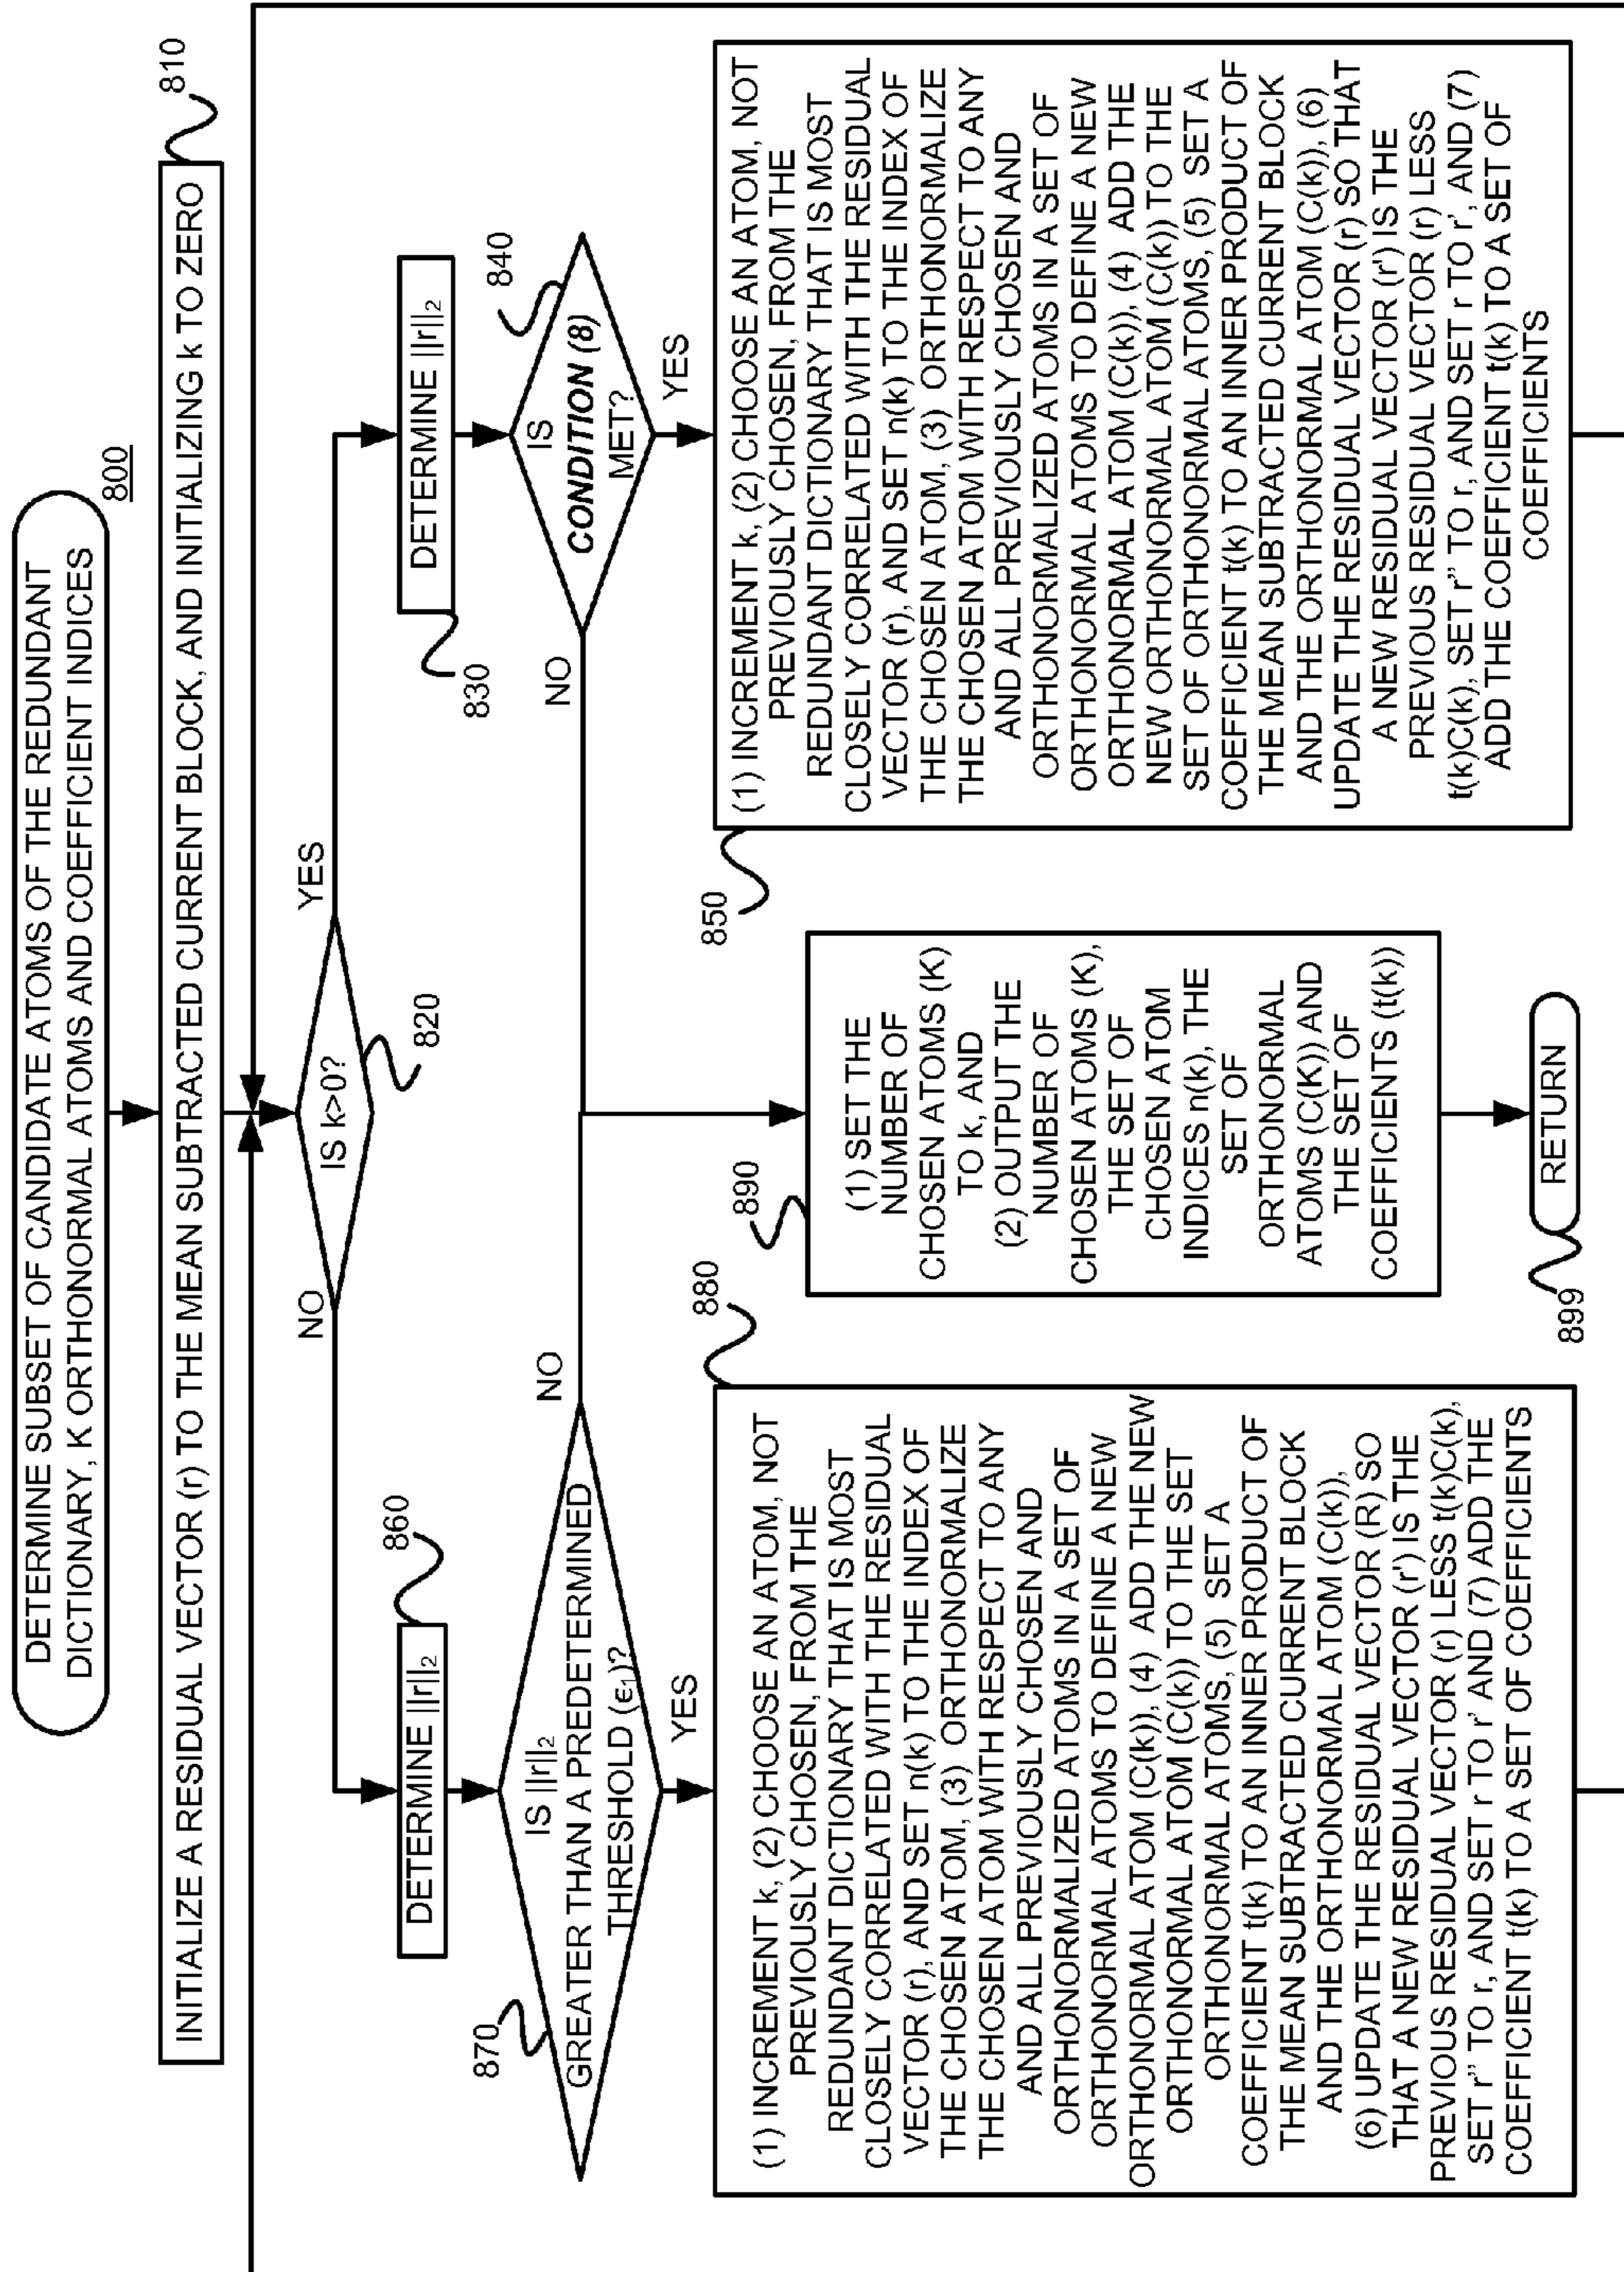 DETERMINE SUBSET OF CANDIDATE ATOMS OF THE REDUNDANT
DICTIONARY, K ORTHONORMAL ATOMS AND COEFFICIENT INDICES
800
INITIALIZE A RESIDUAL VECTOR (r) TO THE MEAN SUBTRACTED CURRENT BLOCK, AND INITIALIZING k TO ZERO
810
IS k>0?
820
NO
YES
DETERMINE ||r||₂
860
IS ||r||₂
GREATER THAN A PREDETERMINED
THRESHOLD (ϵ₁)?
870
NO
YES
(1) INCREMENT k, (2) CHOOSE AN ATOM, NOT
PREVIOUSLY CHOSEN, FROM THE
REDUNDANT DICTIONARY THAT IS MOST
CLOSELY CORRELATED WITH THE RESIDUAL
VECTOR (r), AND SET n(k) TO THE INDEX OF
THE CHOSEN ATOM, (3) ORTHONORMALIZE
THE CHOSEN ATOM WITH RESPECT TO ANY
AND ALL PREVIOUSLY CHOSEN AND
ORTHONORMALIZED ATOMS IN A SET OF
ORTHONORMAL ATOMS TO DEFINE A NEW
ORTHONORMAL ATOM (C(k)), (4) ADD THE NEW
ORTHONORMAL ATOM (C(k)) TO THE SET
ORTHONORMAL ATOMS, (5) SET A
COEFFICIENT t(k) TO AN INNER PRODUCT OF
THE MEAN SUBTRACTED CURRENT BLOCK
AND THE ORTHONORMAL ATOM (C(k)),
(6) UPDATE THE RESIDUAL VECTOR (R) SO
THAT A NEW RESIDUAL VECTOR (r') IS THE
PREVIOUS RESIDUAL VECTOR (r) LESS t(k)C(k),
SET r'' TO r, AND SET r TO r' AND (7) ADD THE
COEFFICIENT t(k) TO A SET OF COEFFICIENTS
880
DETERMINE ||r||₂
830
IS
CONDITION (8)
MET?
840
NO
YES
(1) INCREMENT k, (2) CHOOSE AN ATOM, NOT
PREVIOUSLY CHOSEN, FROM THE
REDUNDANT DICTIONARY THAT IS MOST
CLOSELY CORRELATED WITH THE RESIDUAL
VECTOR (r), AND SET n(k) TO THE INDEX OF
THE CHOSEN ATOM, (3) ORTHONORMALIZE
THE CHOSEN ATOM WITH RESPECT TO ANY
AND ALL PREVIOUSLY CHOSEN AND
ORTHONORMALIZED ATOMS IN A SET OF
ORTHONORMAL ATOMS TO DEFINE A NEW
ORTHONORMAL ATOM (C(k)), (4) ADD THE
NEW ORTHONORMAL ATOM (C(k)) TO THE
SET OF ORTHONORMAL ATOMS, (5) SET A
COEFFICIENT t(k) TO AN INNER PRODUCT OF
THE MEAN SUBTRACTED CURRENT BLOCK
AND THE ORTHONORMAL ATOM (C(k)), (6)
UPDATE THE RESIDUAL VECTOR (r) SO THAT
A NEW RESIDUAL VECTOR (r') IS THE
PREVIOUS RESIDUAL VECTOR (r) LESS
t(k)C(k), SET r'' TO r, AND SET r TO r', AND (7)
ADD THE COEFFICIENT t(k) TO A SET OF
COEFFICIENTS
850
(1) SET THE
NUMBER OF
CHOSEN ATOMS (K)
TO k, AND
(2) OUTPUT THE
NUMBER OF
CHOSEN ATOMS (K),
THE SET OF
CHOSEN ATOM
INDICES n(k), THE
SET OF
ORTHONORMAL
ATOMS (C(K)) AND
THE SET OF
COEFFICIENTS (t(k))
890
RETURN
899